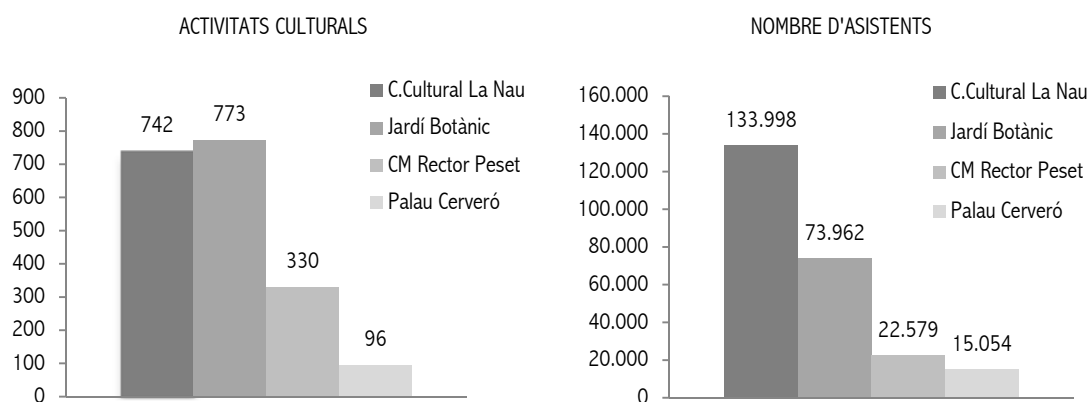 ACTIVITATS CULTURALS
900
800
700
600
500
400
300
200
100
0
742
773
330
96
C.Cultural La Nau
Jardí Botànic
CM Rector Peset
Palau Cerveró
NOMBRE D'ASISTENTS
160.000
140.000
120.000
100.000
80.000
60.000
40.000
20.000
0
133.998
73.962
22.579
15.054
C.Cultural La Nau
Jardí Botànic
CM Rector Peset
Palau Cerveró